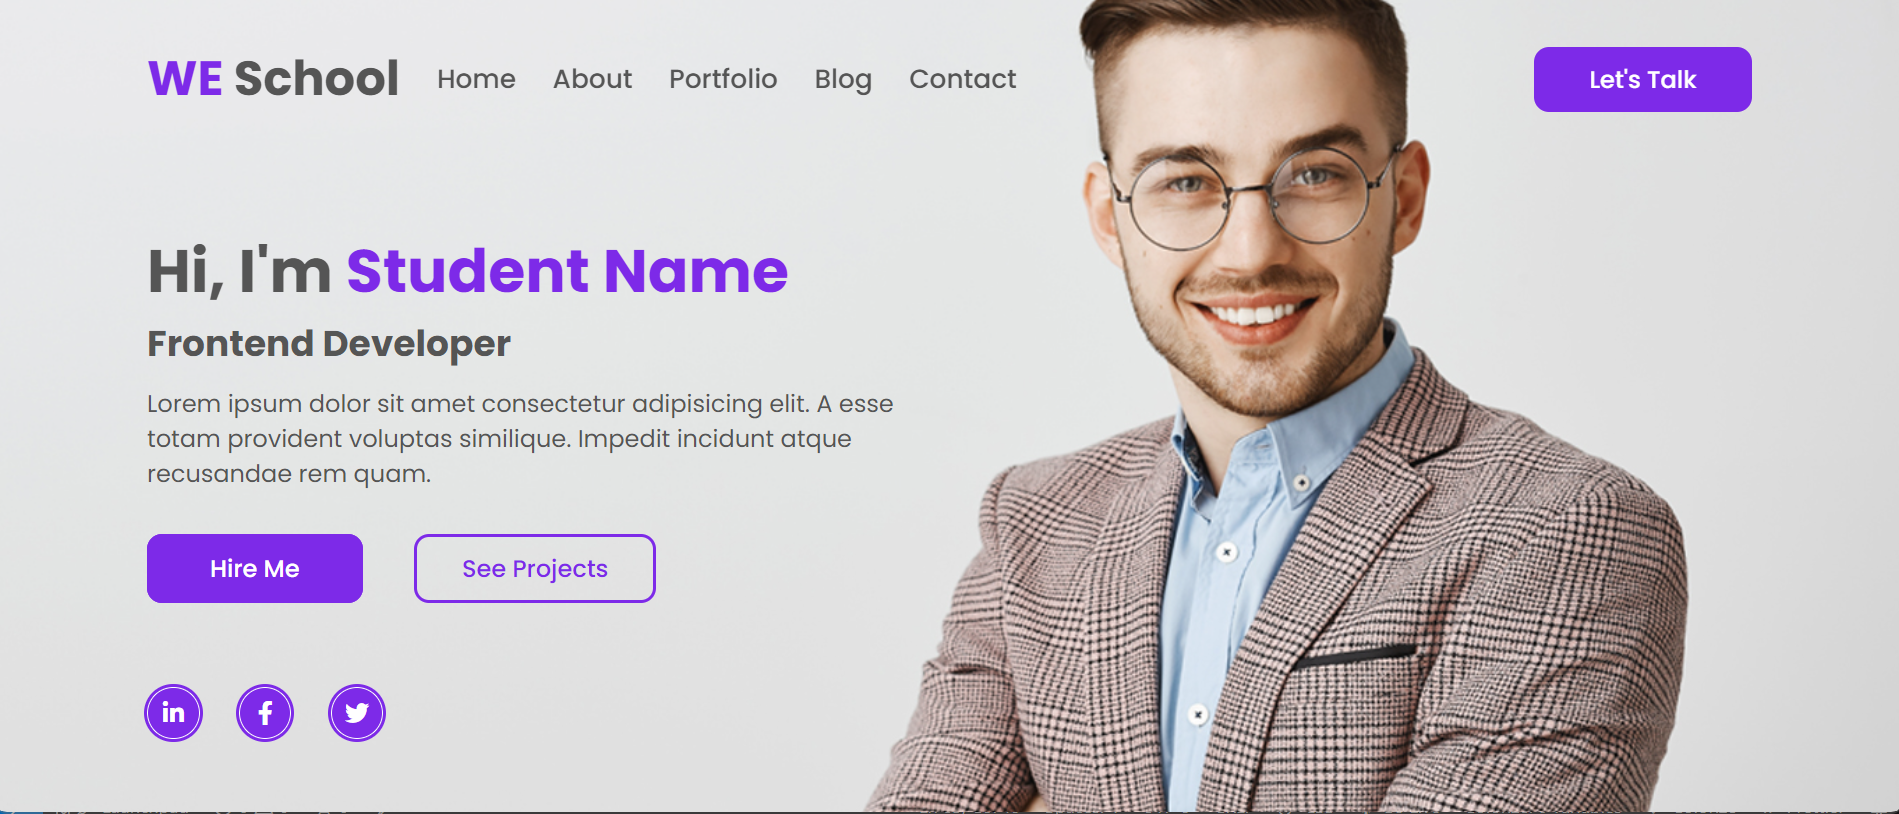 WE School Home About Portfolio Blog Contact Let's Talk
Hi, I'm Student Name
Frontend Developer
Lorem ipsum dolor sit amet consectetur adipisicing elit. A esse
totam provident voluptas similique. Impedit incidunt atque
recusandae rem quam.
Hire Me See Projects
in f